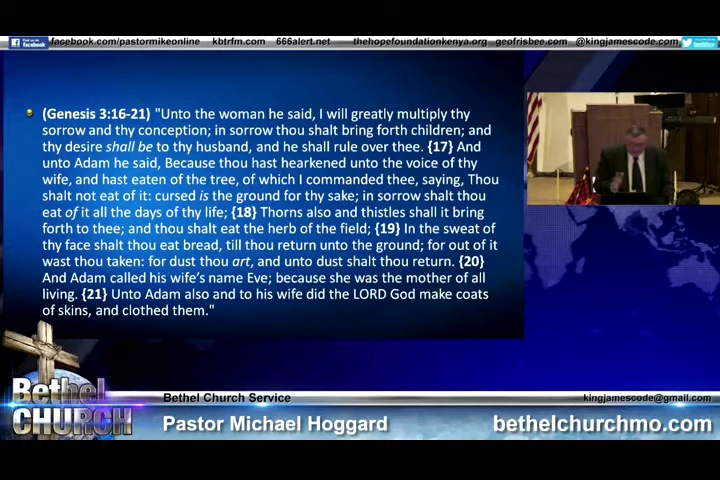 Find us on facebook
facebook.com/pastormikeonline kbtrfm.com 666alert.net thehopefoundationkenya.org geofrisbee.com @kingjamescode.com twitter
(Genesis 3:16-21) "Unto the woman he said, I will greatly multiply thy
sorrow and thy conception; in sorrow thou shalt bring forth children; and
thy desire shall be to thy husband, and he shall rule over thee. {17} And
unto Adam he said, Because thou hast hearkened unto the voice of thy
wife, and hast eaten of the tree, of which I commanded thee, saying, Thou
shalt not eat of it: cursed is the ground for thy sake; in sorrow shalt thou
eat of it all the days of thy life; {18} Thorns also and thistles shall it bring
forth to thee; and thou shalt eat the herb of the field; {19} In the sweat of
thy face shalt thou eat bread, till thou return unto the ground; for out of it
wast thou taken: for dust thou art, and unto dust shalt thou return. {20}
And Adam called his wife's name Eve; because she was the mother of all
living. {21} Unto Adam also and to his wife did the LORD God make coats
of skins, and clothed them."
Bethel
CHURCH
Bethel Church Service kingjamescode@gmail.com
Pastor Michael Hoggard bethelchurchmo.com